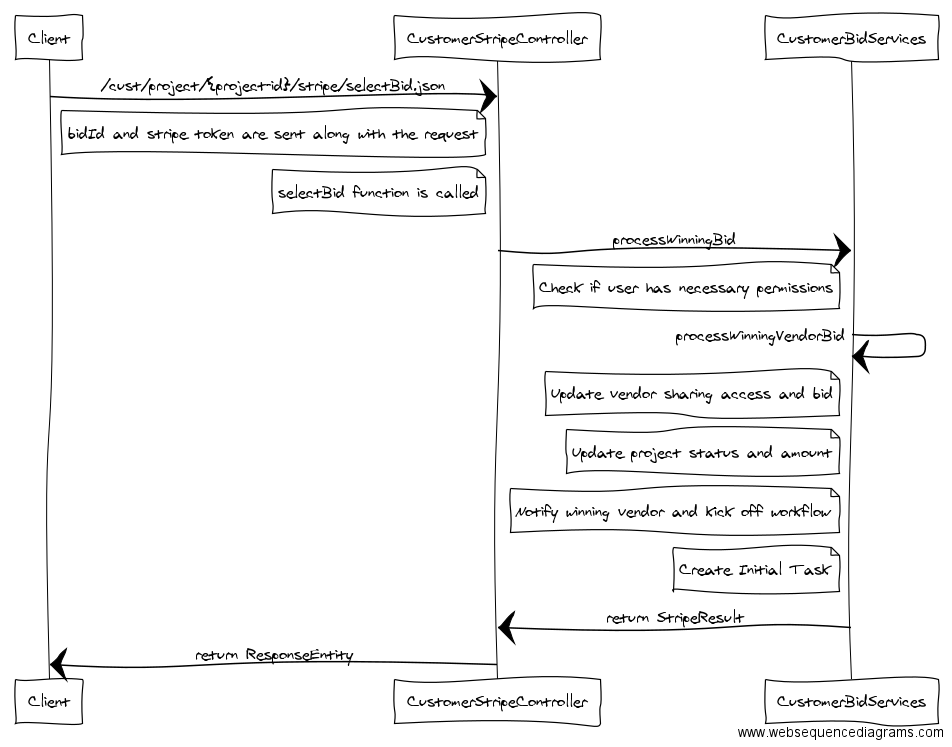 Client
CustomerStripeController
CustomerBidServices
/cust/project/{project-id}/stripe/selectBid.json
bidId and stripe token are sent along with the request
selectBid function is called
processWinningBid
Check if user has necessary permissions
processWinningVendorBid
Update vendor sharing access and bid
Update project status and amount
Notify winning vendor and kick off workflow
Create Initial Task
return StripeResult
return ResponseEntity
Client
CustomerStripeController
CustomerBidServices
www.websequencediagrams.com